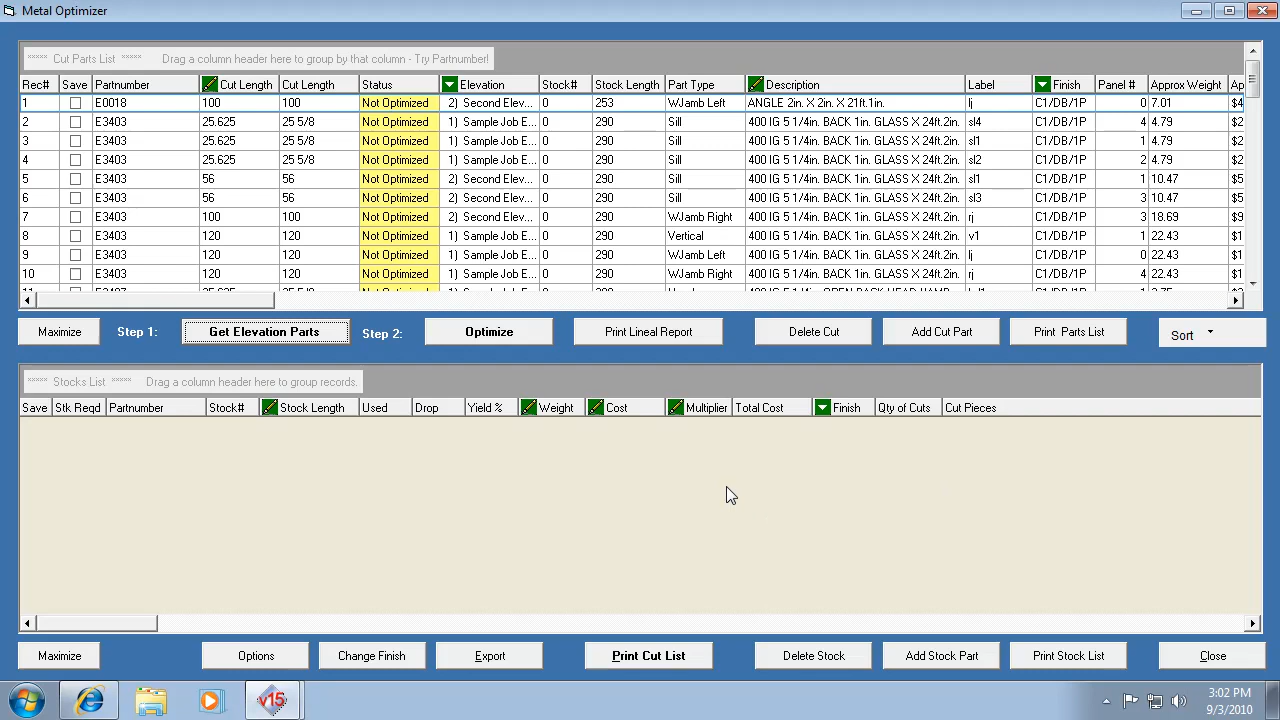 Metal Optimizer
***** Cut Parts List ***** Drag a column header here to group by that column - Try Partnumber!
Rec# Save Partnumber Cut Length Cut Length Status Elevation Stock# Stock Length Part Type Description Label Finish Panel # Approx Weight Ap
1 E0018 100 100 Not Optimized 2) Second Elev... 0 253 WJamb Left ANGLE 2in. X 2in. X 21ft.1in. lj C1/DB/1P 0 7.01 $4
2 E3403 25.625 25 5/8 Not Optimized 1) Sample Job E... 0 290 Sill 400 IG 5 1/4in. BACK 1in. GLASS X 24ft.2in. sl4 C1/DB/1P 4 4.79 $2
3 E3403 25.625 25 5/8 Not Optimized 1) Sample Job E... 0 290 Sill 400 IG 5 1/4in. BACK 1in. GLASS X 24ft.2in. sl1 C1/DB/1P 1 4.79 $2
4 E3403 25.625 25 5/8 Not Optimized 1) Sample Job E... 0 290 Sill 400 IG 5 1/4in. BACK 1in. GLASS X 24ft.2in. sl2 C1/DB/1P 2 4.79 $2
5 E3403 56 56 Not Optimized 2) Second Elev... 0 290 Sill 400 IG 5 1/4in. BACK 1in. GLASS X 24ft.2in. sl1 C1/DB/1P 1 10.47 $5
6 E3403 56 56 Not Optimized 2) Second Elev... 0 290 Sill 400 IG 5 1/4in. BACK 1in. GLASS X 24ft.2in. sl3 C1/DB/1P 3 10.47 $5
7 E3403 100 100 Not Optimized 2) Second Elev... 0 290 WJamb Right 400 IG 5 1/4in. BACK 1in. GLASS X 24ft.2in. rj C1/DB/1P 3 18.69 $9
8 E3403 120 120 Not Optimized 1) Sample Job E... 0 290 Vertical 400 IG 5 1/4in. BACK 1in. GLASS X 24ft.2in. v1 C1/DB/1P 1 22.43 $1
9 E3403 120 120 Not Optimized 1) Sample Job E... 0 290 WJamb Left 400 IG 5 1/4in. BACK 1in. GLASS X 24ft.2in. lj C1/DB/1P 0 22.43 $1
10 E3403 120 120 Not Optimized 1) Sample Job E... 0 290 WJamb Right 400 IG 5 1/4in. BACK 1in. GLASS X 24ft.2in. rj C1/DB/1P 4 22.43 $1
Maximize Step 1: Get Elevation Parts Step 2: Optimize Print Lineal Report Delete Cut Add Cut Part Print Parts List Sort
***** Stocks List ***** Drag a column header here to group records.
Save Stk Reqd Partnumber Stock# Stock Length Used Drop Yield % Weight Cost Multiplier Total Cost Finish Qty of Cuts Cut Pieces
Maximize Options Change Finish Export Print Cut List Delete Stock Add Stock Part Print Stock List Close
v15
3:02 PM
9/3/2010